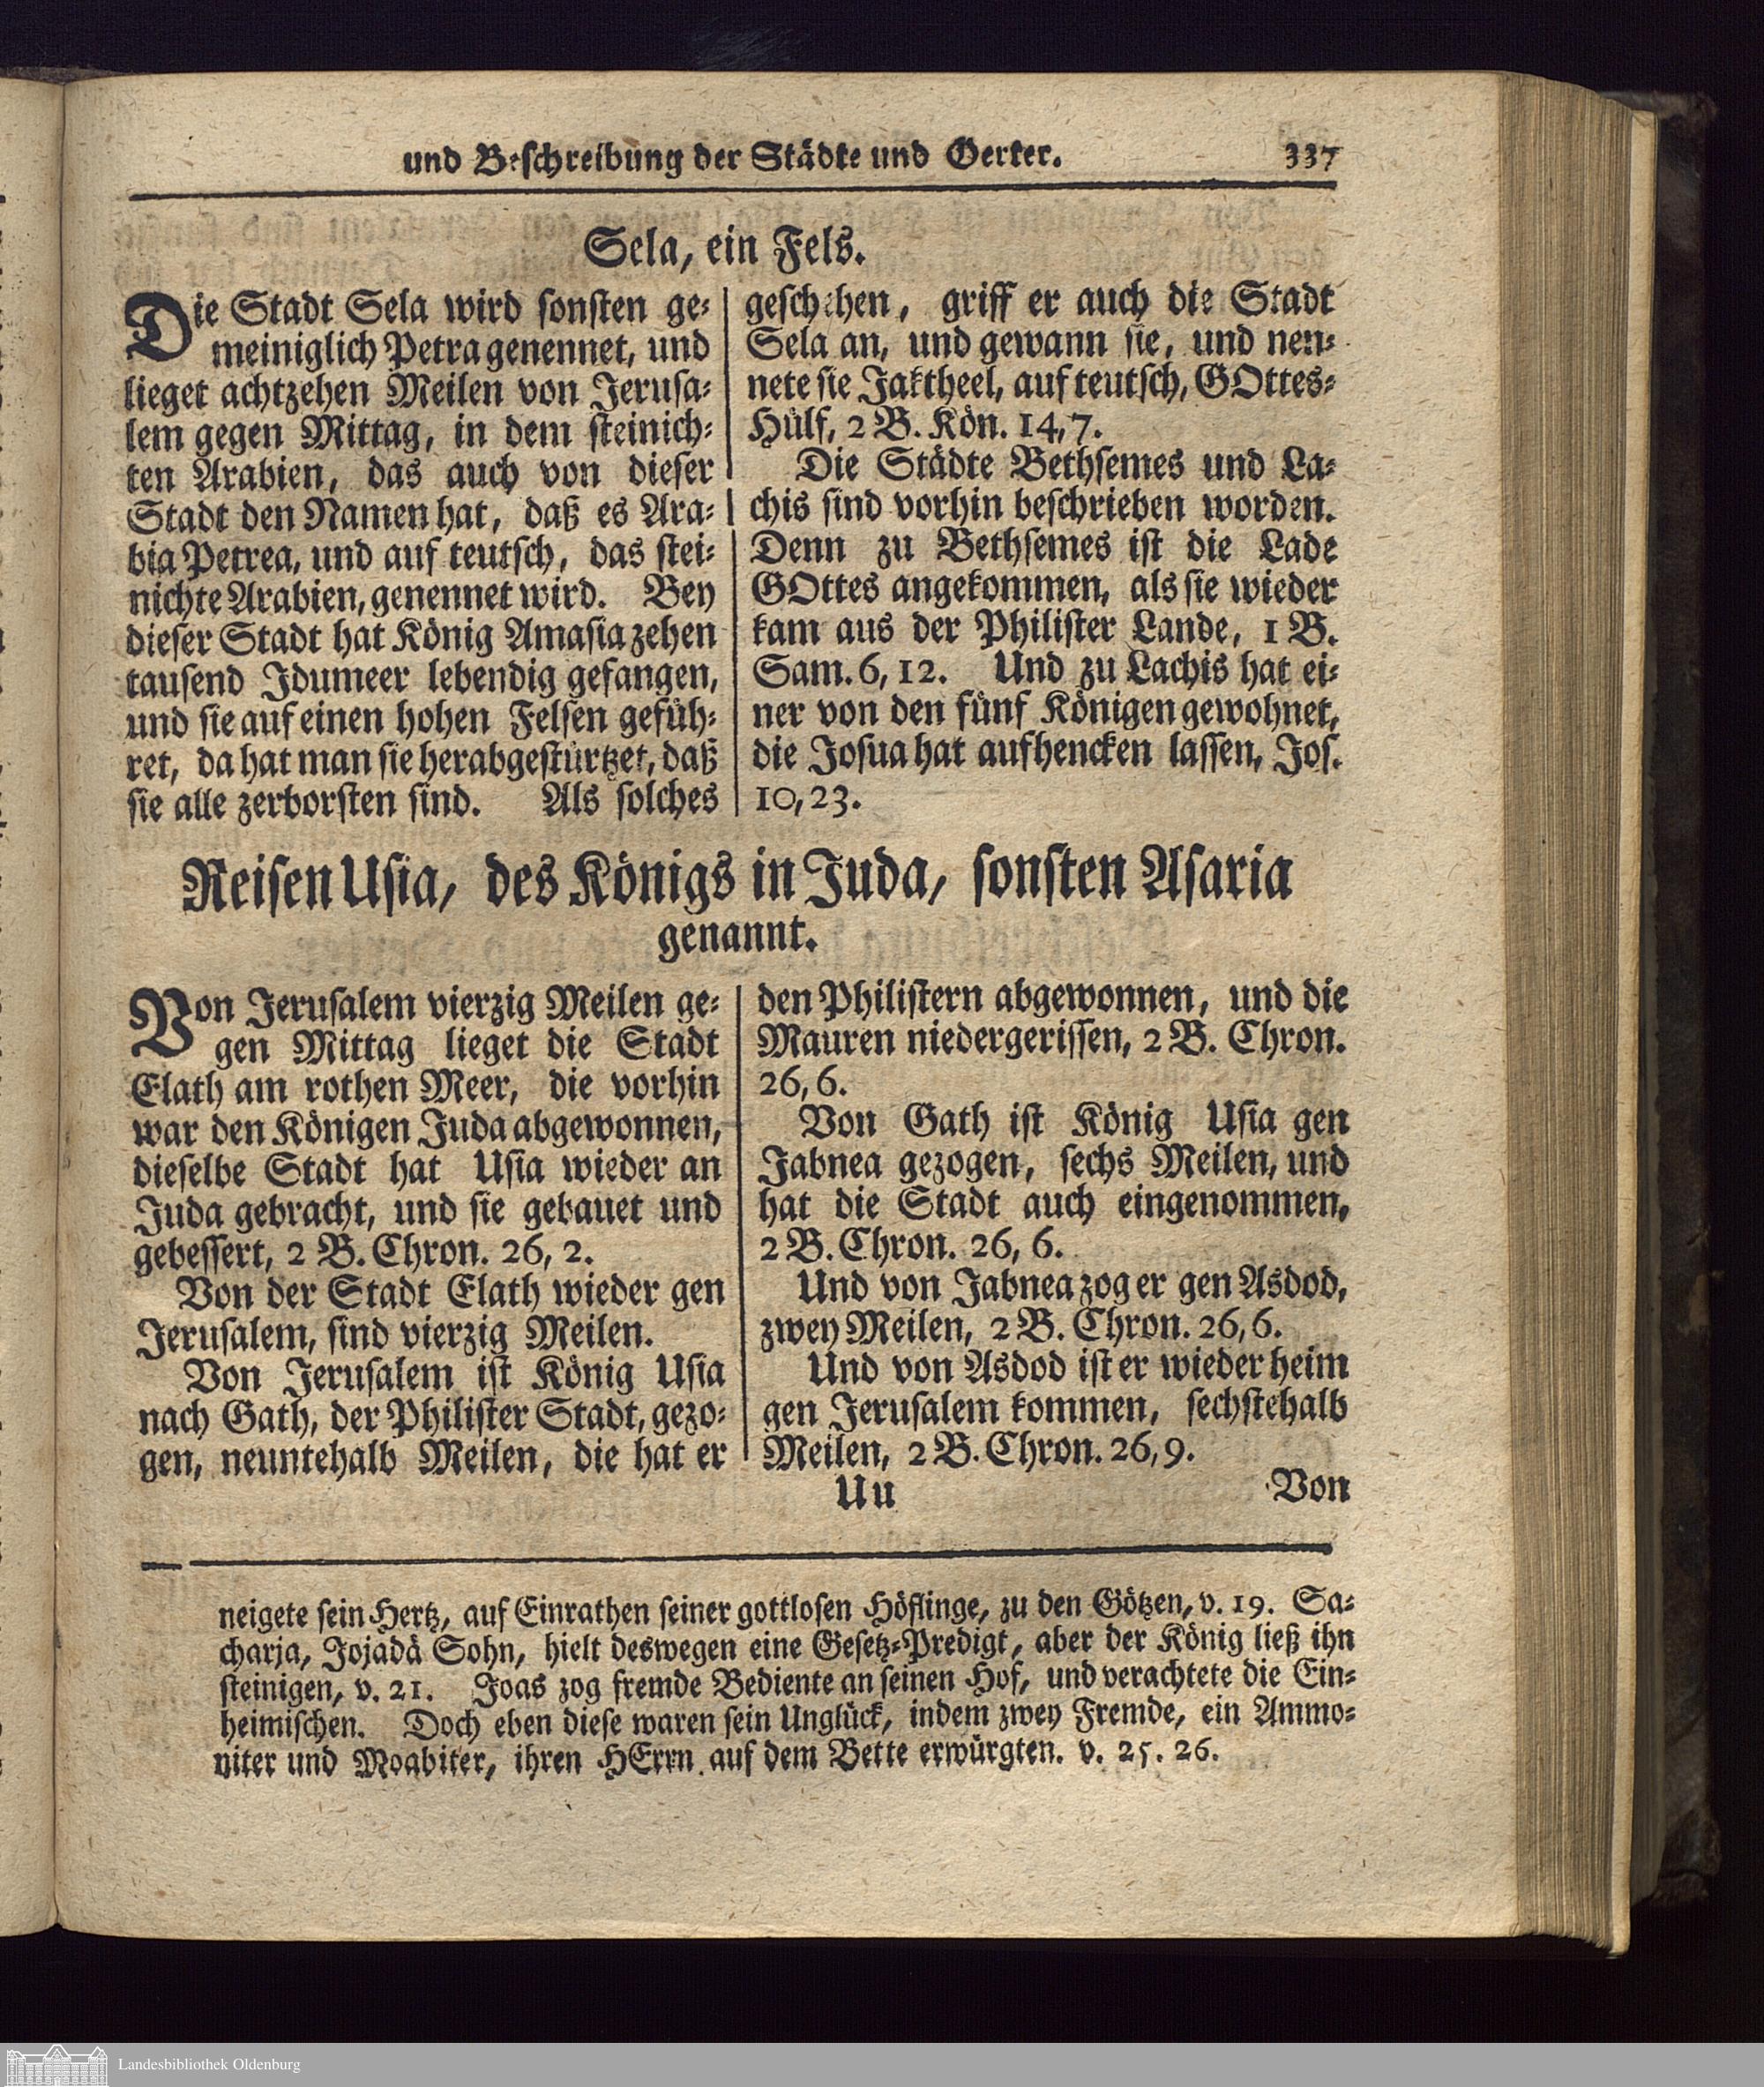 und Beschreibung der Städte und Oerter. 337
Sela, ein Fels.
Die Stadt Sela wird sonsten ge-
meiniglich Petra genennet, und
lieget achtzehen Meilen von Jerusa-
lem gegen Mittag, in dem steinich-
ten Arabien, das auch von dieser
Stadt den Namen hat, daß es Ara-
bia Petrea, und auf teutsch, das stei-
nichte Arabien, genennet wird. Bey
dieser Stadt hat König Amasia zehen
tausend Idumeer lebendig gefangen,
und sie auf einen hohen Felsen gefüh-
ret, da hat man sie herabgestürtzet, daß
sie alle zerborsten sind. Als solches
geschehen, griff er auch die Stadt
Sela an, und gewann sie, und nen-
nete sie Jaktheel, auf teutsch, GOttes-
Hülf, 2 B. Kön. 14, 7.
Die Städte Bethsemes und La-
chis sind vorhin beschrieben worden.
Denn zu Bethsemes ist die Lade
GOttes angekommen, als sie wieder
kam aus der Philister Lande, 1 B.
Sam. 6, 12. Und zu Lachis hat ei-
ner von den fünf Königen gewohnet,
die Josua hat aufhencken lassen, Jos.
10, 23.
Reisen Usia, des Königs in Juda, sonsten Asaria
genannt.
Von Jerusalem vierzig Meilen ge-
gen Mittag lieget die Stadt
Elath am rothen Meer, die vorhin
war den Königen Juda abgewonnen,
dieselbe Stadt hat Usia wieder an
Juda gebracht, und sie gebauet und
gebessert, 2 B. Chron. 26, 2.
Von der Stadt Elath wieder gen
Jerusalem, sind vierzig Meilen.
Von Jerusalem ist König Usia
nach Gath, der Philister Stadt, gezo-
gen, neuntehalb Meilen, die hat er
den Philistern abgewonnen, und die
Mauren niedergerissen, 2 B. Chron.
26, 6.
Von Gath ist König Usia gen
Jabnea gezogen, sechs Meilen, und
hat die Stadt auch eingenommen,
2 B. Chron. 26, 6.
Und von Jabnea zog er gen Asdod,
zwey Meilen, 2 B. Chron. 26, 6.
Und von Asdod ist er wieder heim
gen Jerusalem kommen, sechstehalb
Meilen, 2 B. Chron. 26, 9.
Uu Von
neigete sein Hertz, auf Einrathen seiner gottlosen Höflinge, zu den Götzen, v. 19. Sa-
charja, Jojadä Sohn, hielt deswegen eine Gesetz-Predigt, aber der König ließ ihn
steinigen, v. 21. Joas zog fremde Bediente an seinen Hof, und verachtete die Ein-
heimischen. Doch eben diese waren sein Unglück, indem zwey Fremde, ein Ammo-
niter und Moabiter, ihren HErrn auf dem Bette erwürgten. v. 25. 26.
Landesbibliothek Oldenburg